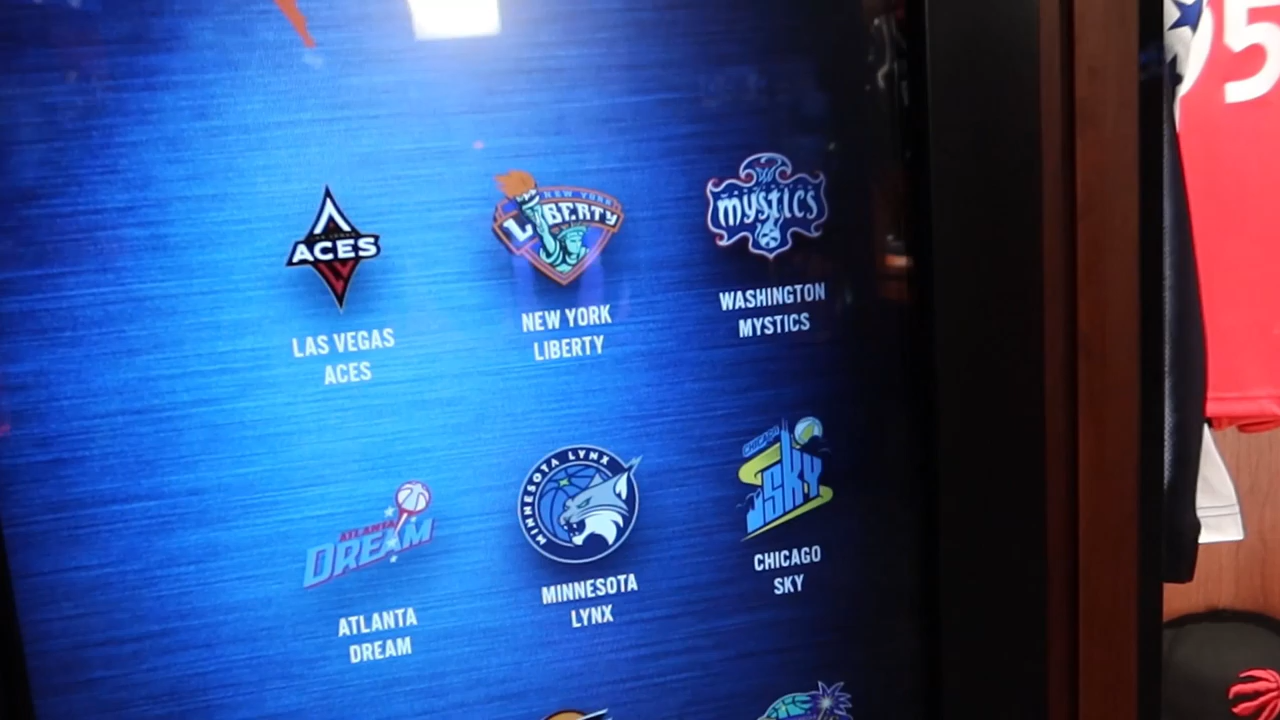 ACES
LAS VEGAS
ACES
NEW YORK
LIBERTY
NEW YORK
LIBERTY
MYSTICS
WASHINGTON
MYSTICS
ATLANTA
DREAM
ATLANTA
DREAM
MINNESOTA LYNX
MINNESOTA
LYNX
CHICAGO
SKY
CHICAGO
SKY
5